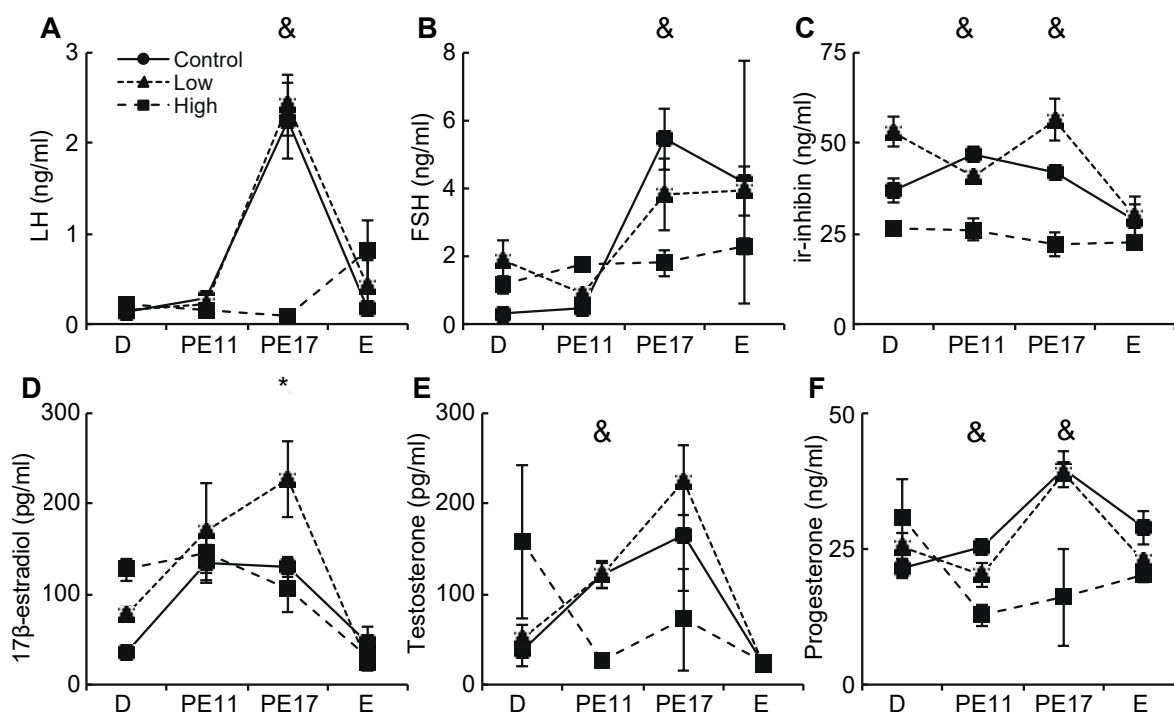 A
&
LH (ng/ml)
3
2
1
0
Control
Low
High
D PE11 PE17 E
B
&
FSH (ng/ml)
8
6
4
2
0
D PE11 PE17 E
C
& &
ir-inhibin (ng/ml)
75
50
25
0
D PE11 PE17 E
D
*
17β-estradiol (pg/ml)
300
200
100
0
D PE11 PE17 E
E
&
Testosterone (pg/ml)
300
200
100
0
D PE11 PE17 E
F
& &
Progesterone (ng/ml)
50
25
0
D PE11 PE17 E